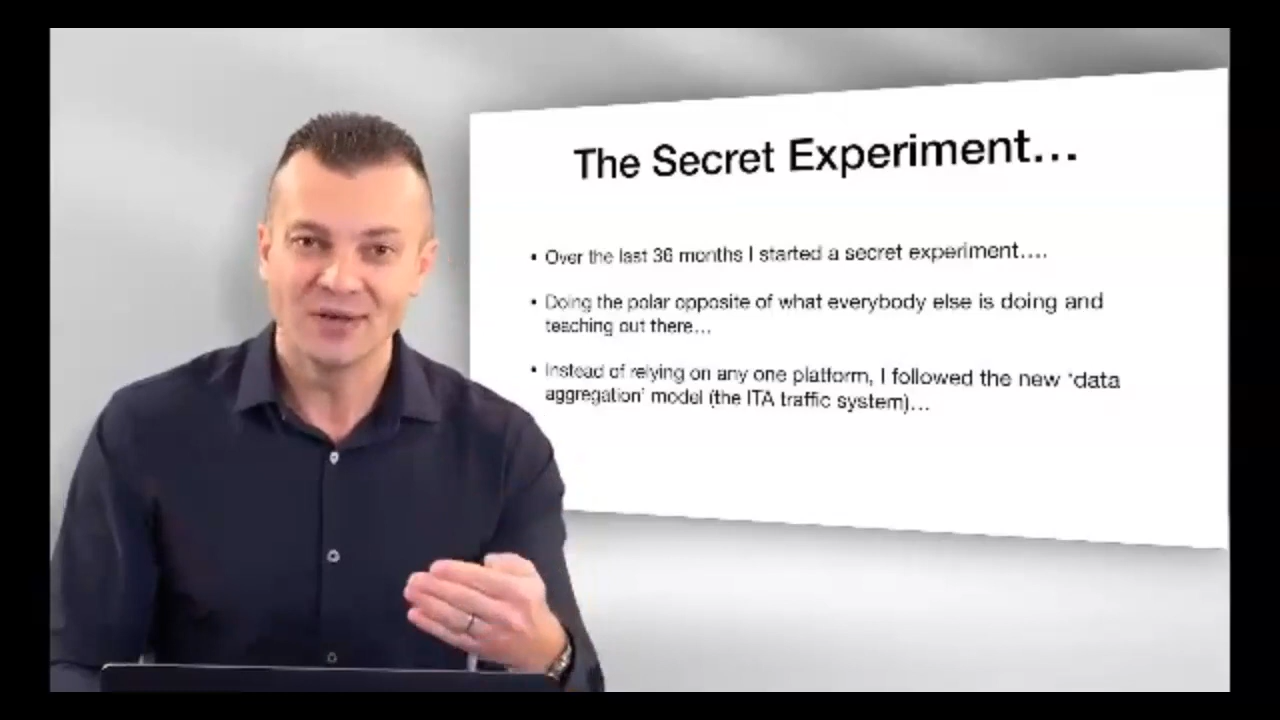 The Secret Experiment...
• Over the last 36 months I started a secret experiment....
• Doing the polar opposite of what everybody else is doing and
teaching out there...
• Instead of relying on any one platform, I followed the new 'data
aggregation' model (the ITA traffic system)...